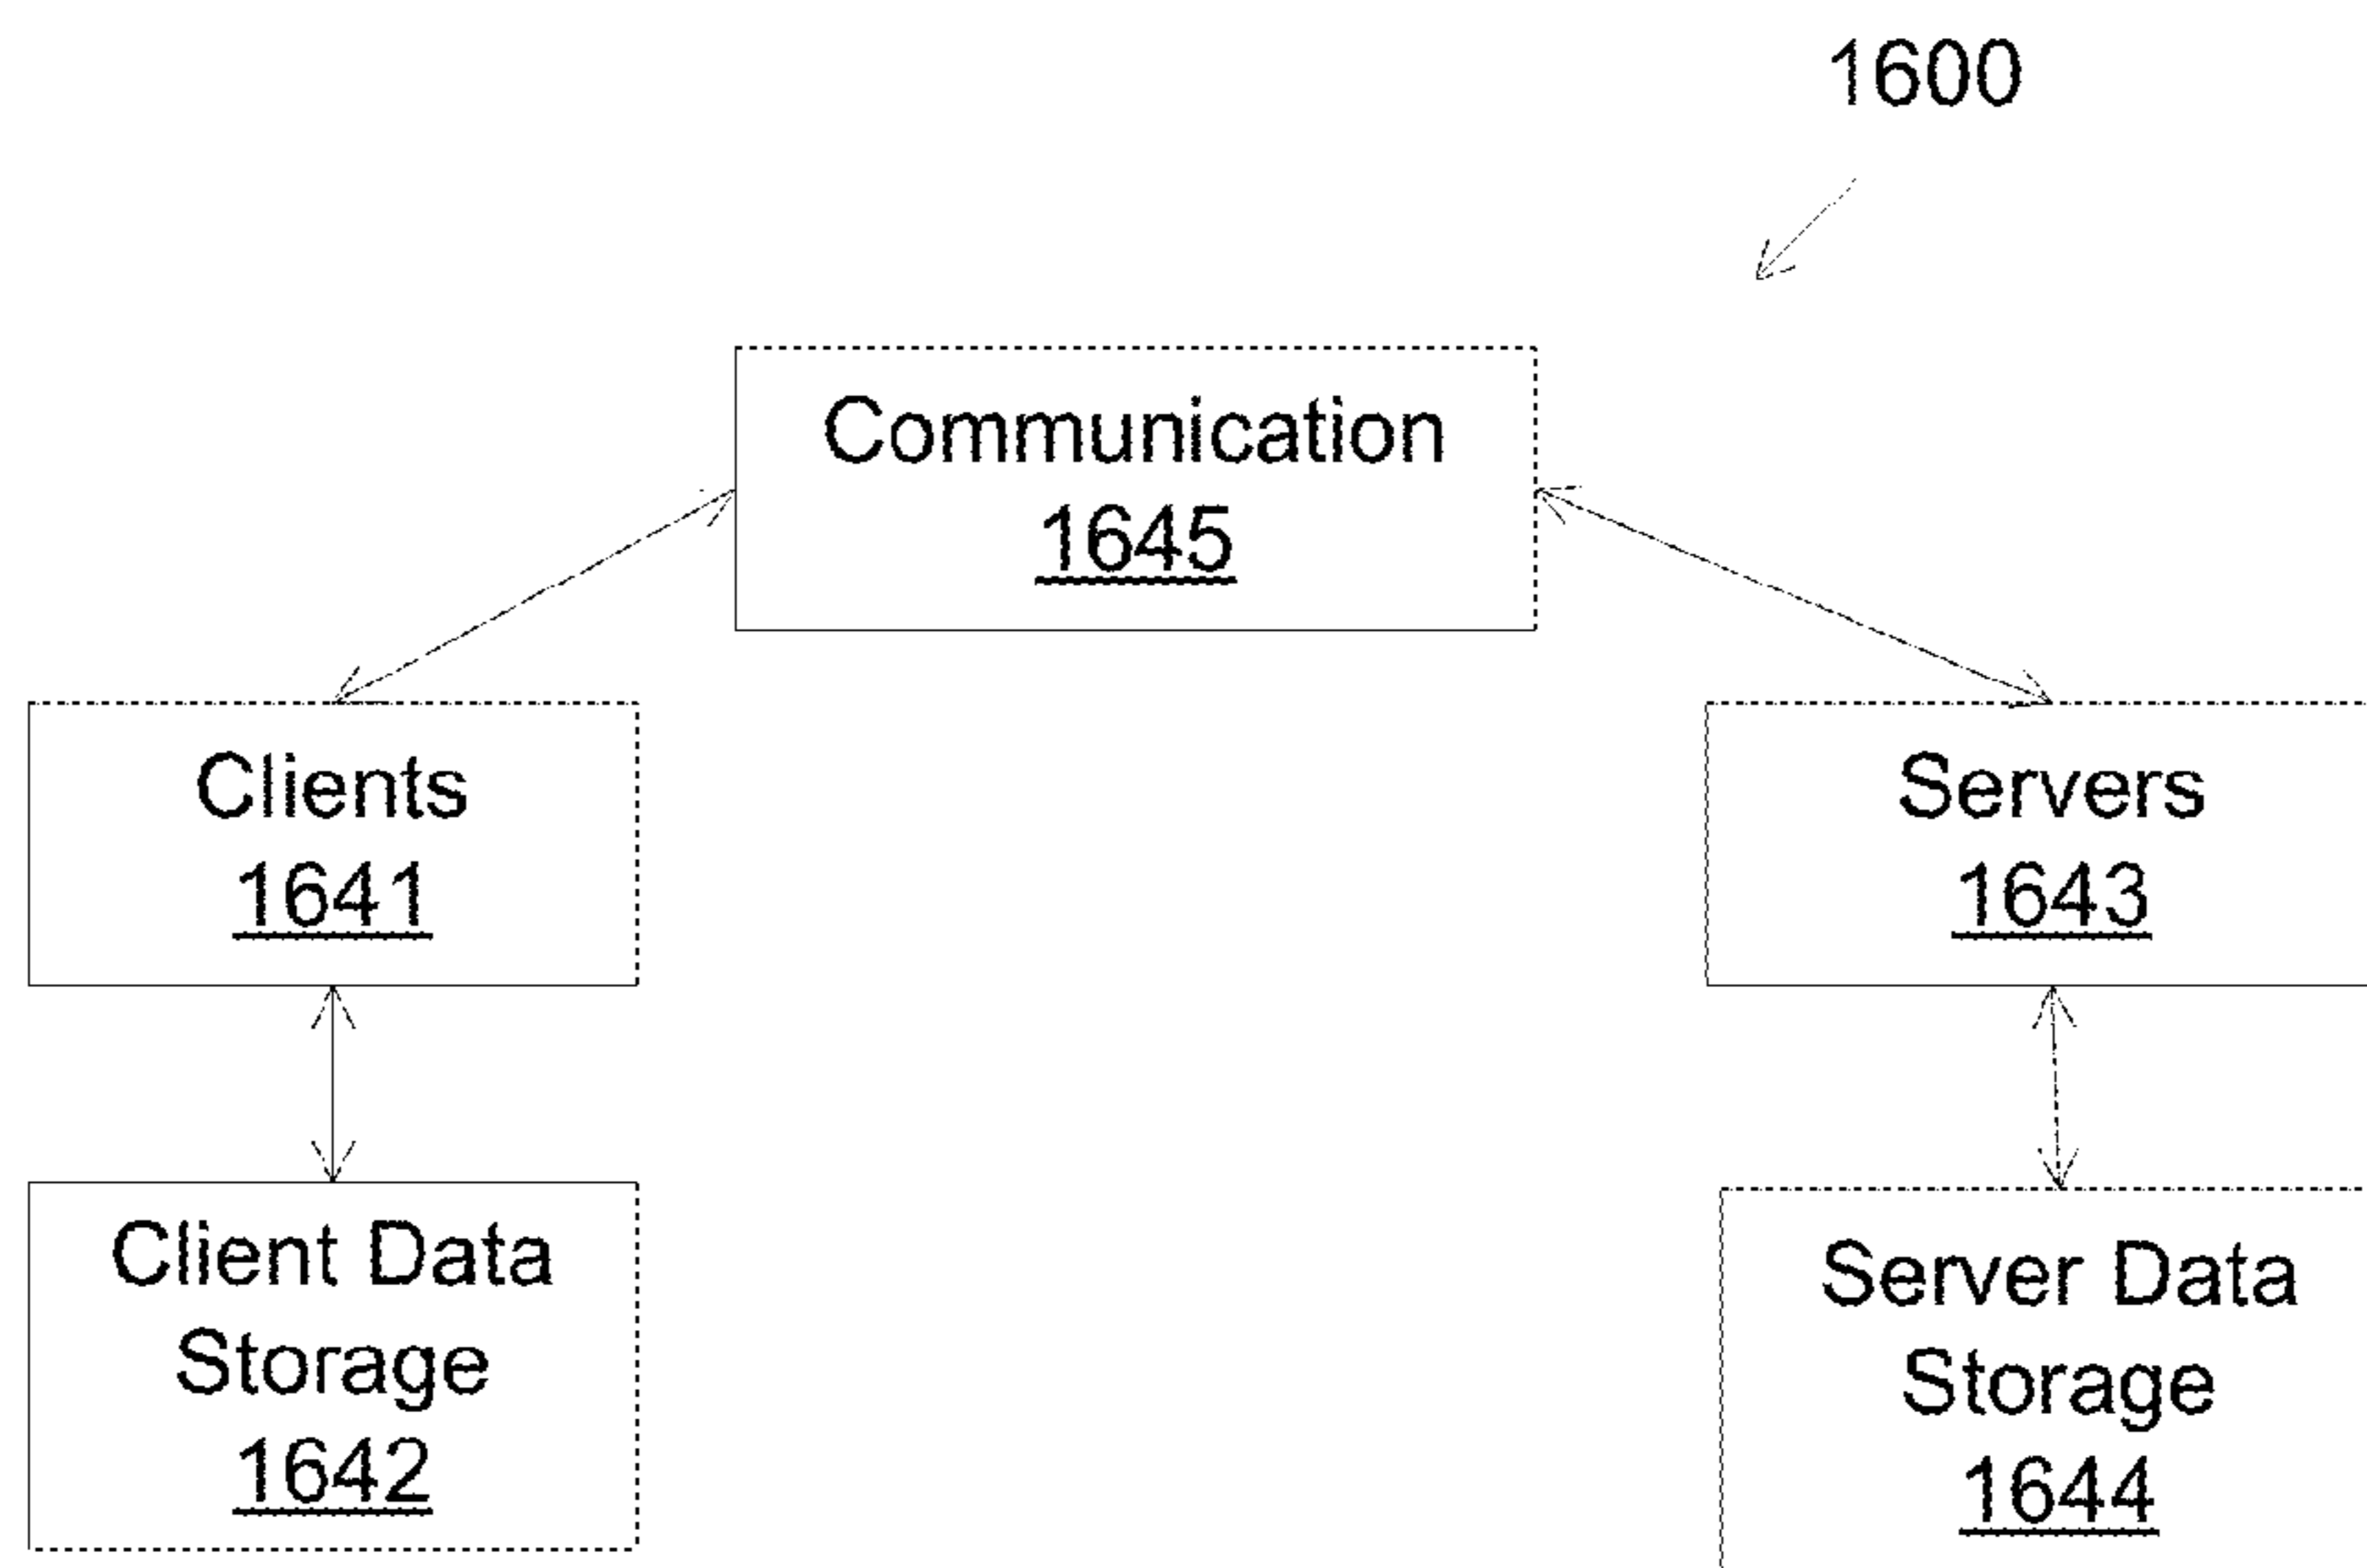 1600
Communication
1645
Clients
1641
Servers
1643
Client Data
Storage
1642
Server Data
Storage
1644